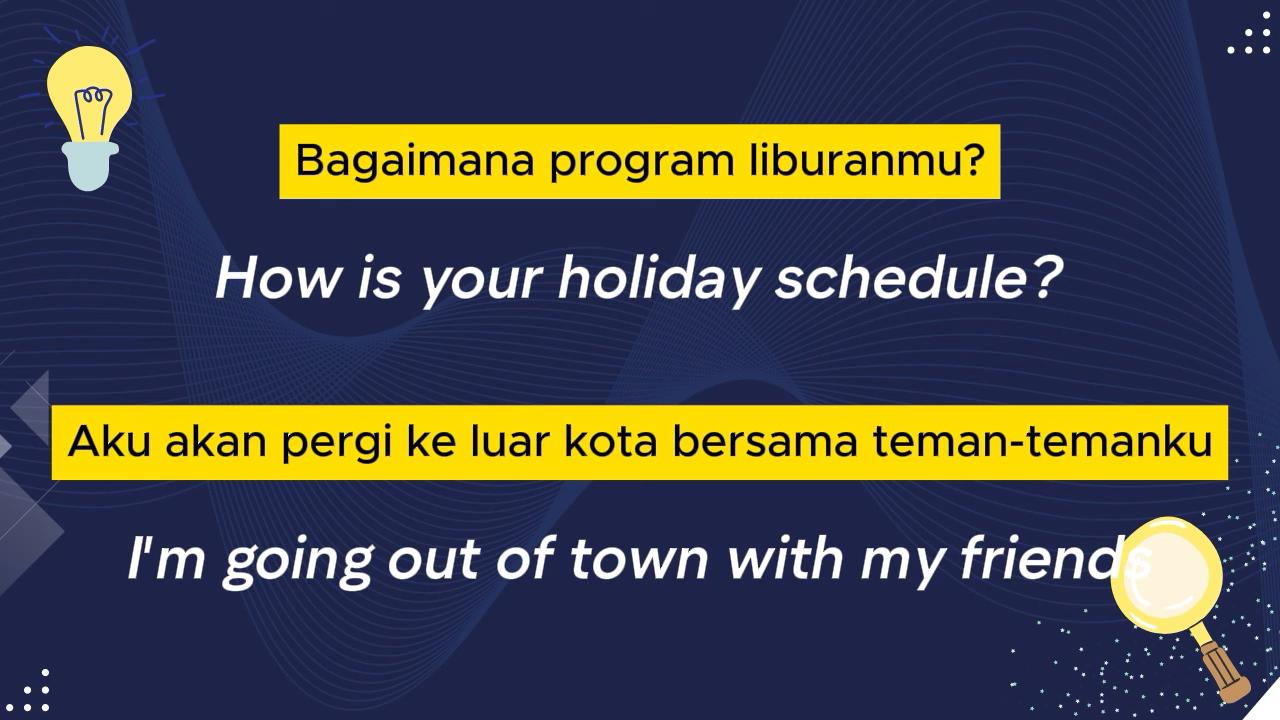 Bagaimana program liburanmu?
How is your holiday schedule?
Aku akan pergi ke luar kota bersama teman-temanku
I'm going out of town with my friends